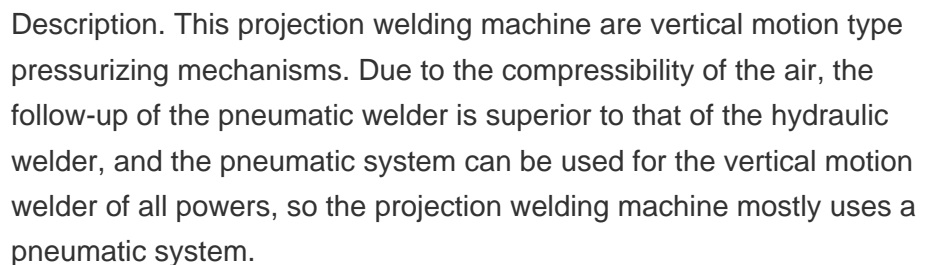 Description. This projection welding machine are vertical motion type
pressurizing mechanisms. Due to the compressibility of the air, the
follow-up of the pneumatic welder is superior to that of the hydraulic
welder, and the pneumatic system can be used for the vertical motion
welder of all powers, so the projection welding machine mostly uses a
pneumatic system.